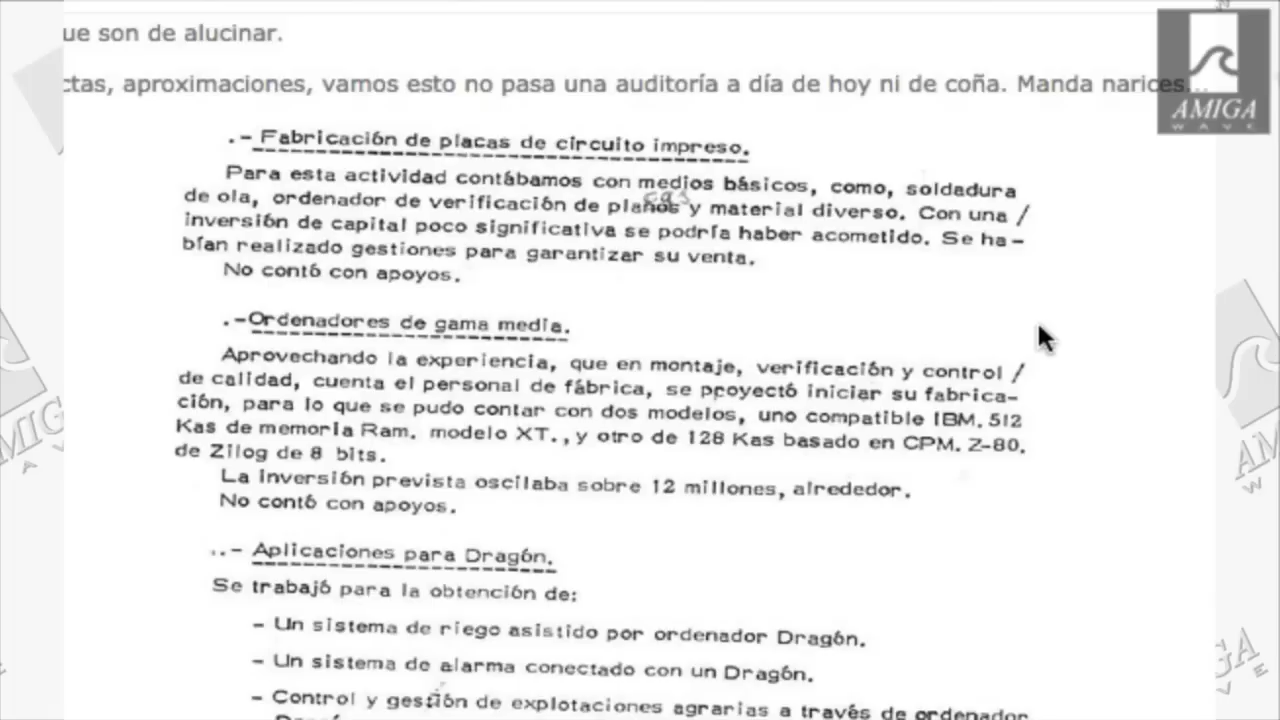 ue son de alucinar.
ctas, aproximaciones, vamos esto no pasa una auditoría a día de hoy ni de coña. Manda narices...
AMIGA
WAVE
.- Fabricación de placas de circuito impreso.
Para esta actividad contábamos con medios básicos, como, soldadura
de ola, ordenador de verificación de planos y material diverso. Con una /
inversión de capital poco significativa se podría haber acometido. Se ha-
bían realizado gestiones para garantizar su venta.
No contó con apoyos.
.-Ordenadores de gama media.
Aprovechando la experiencia, que en montaje, verificación y control /
de calidad, cuenta el personal de fábrica, se proyectó iniciar su fabrica-
ción, para lo que se pudo contar con dos modelos, uno compatible IBM. 512
Kas de memoria Ram. modelo XT., y otro de 128 Kas basado en CPM. Z-80.
de Zilog de 8 bits.
La inversión prevista oscilaba sobre 12 millones, alrededor.
No contó con apoyos.
..- Aplicaciones para Dragón.
Se trabajó para la obtención de:
- Un sistema de riego asistido por ordenador Dragón.
- Un sistema de alarma conectado con un Dragón.
- Control y gestión de explotaciones agrarias a través de ordenador